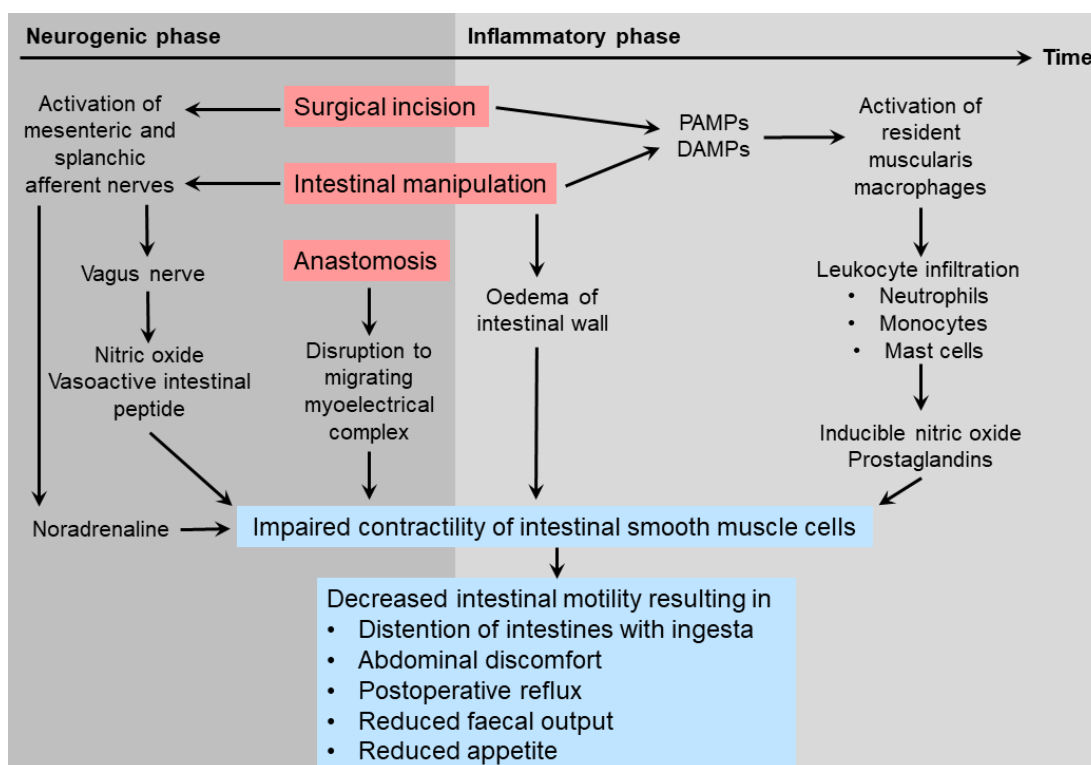 Neurogenic phase
Inflammatory phase
Time
Activation of
mesenteric and
splanchic
afferent nerves
Surgical incision
PAMPs
DAMPs
Activation of
resident
muscularis
macrophages
Intestinal manipulation
Vagus nerve
Anastomosis
Oedema of
intestinal wall
Leukocyte infiltration
• Neutrophils
• Monocytes
• Mast cells
Nitric oxide
Vasoactive intestinal
peptide
Disruption to
migrating
myoelectrical
complex
Inducible nitric oxide
Prostaglandins
Noradrenaline
Impaired contractility of intestinal smooth muscle cells
Decreased intestinal motility resulting in
• Distention of intestines with ingesta
• Abdominal discomfort
• Postoperative reflux
• Reduced faecal output
• Reduced appetite